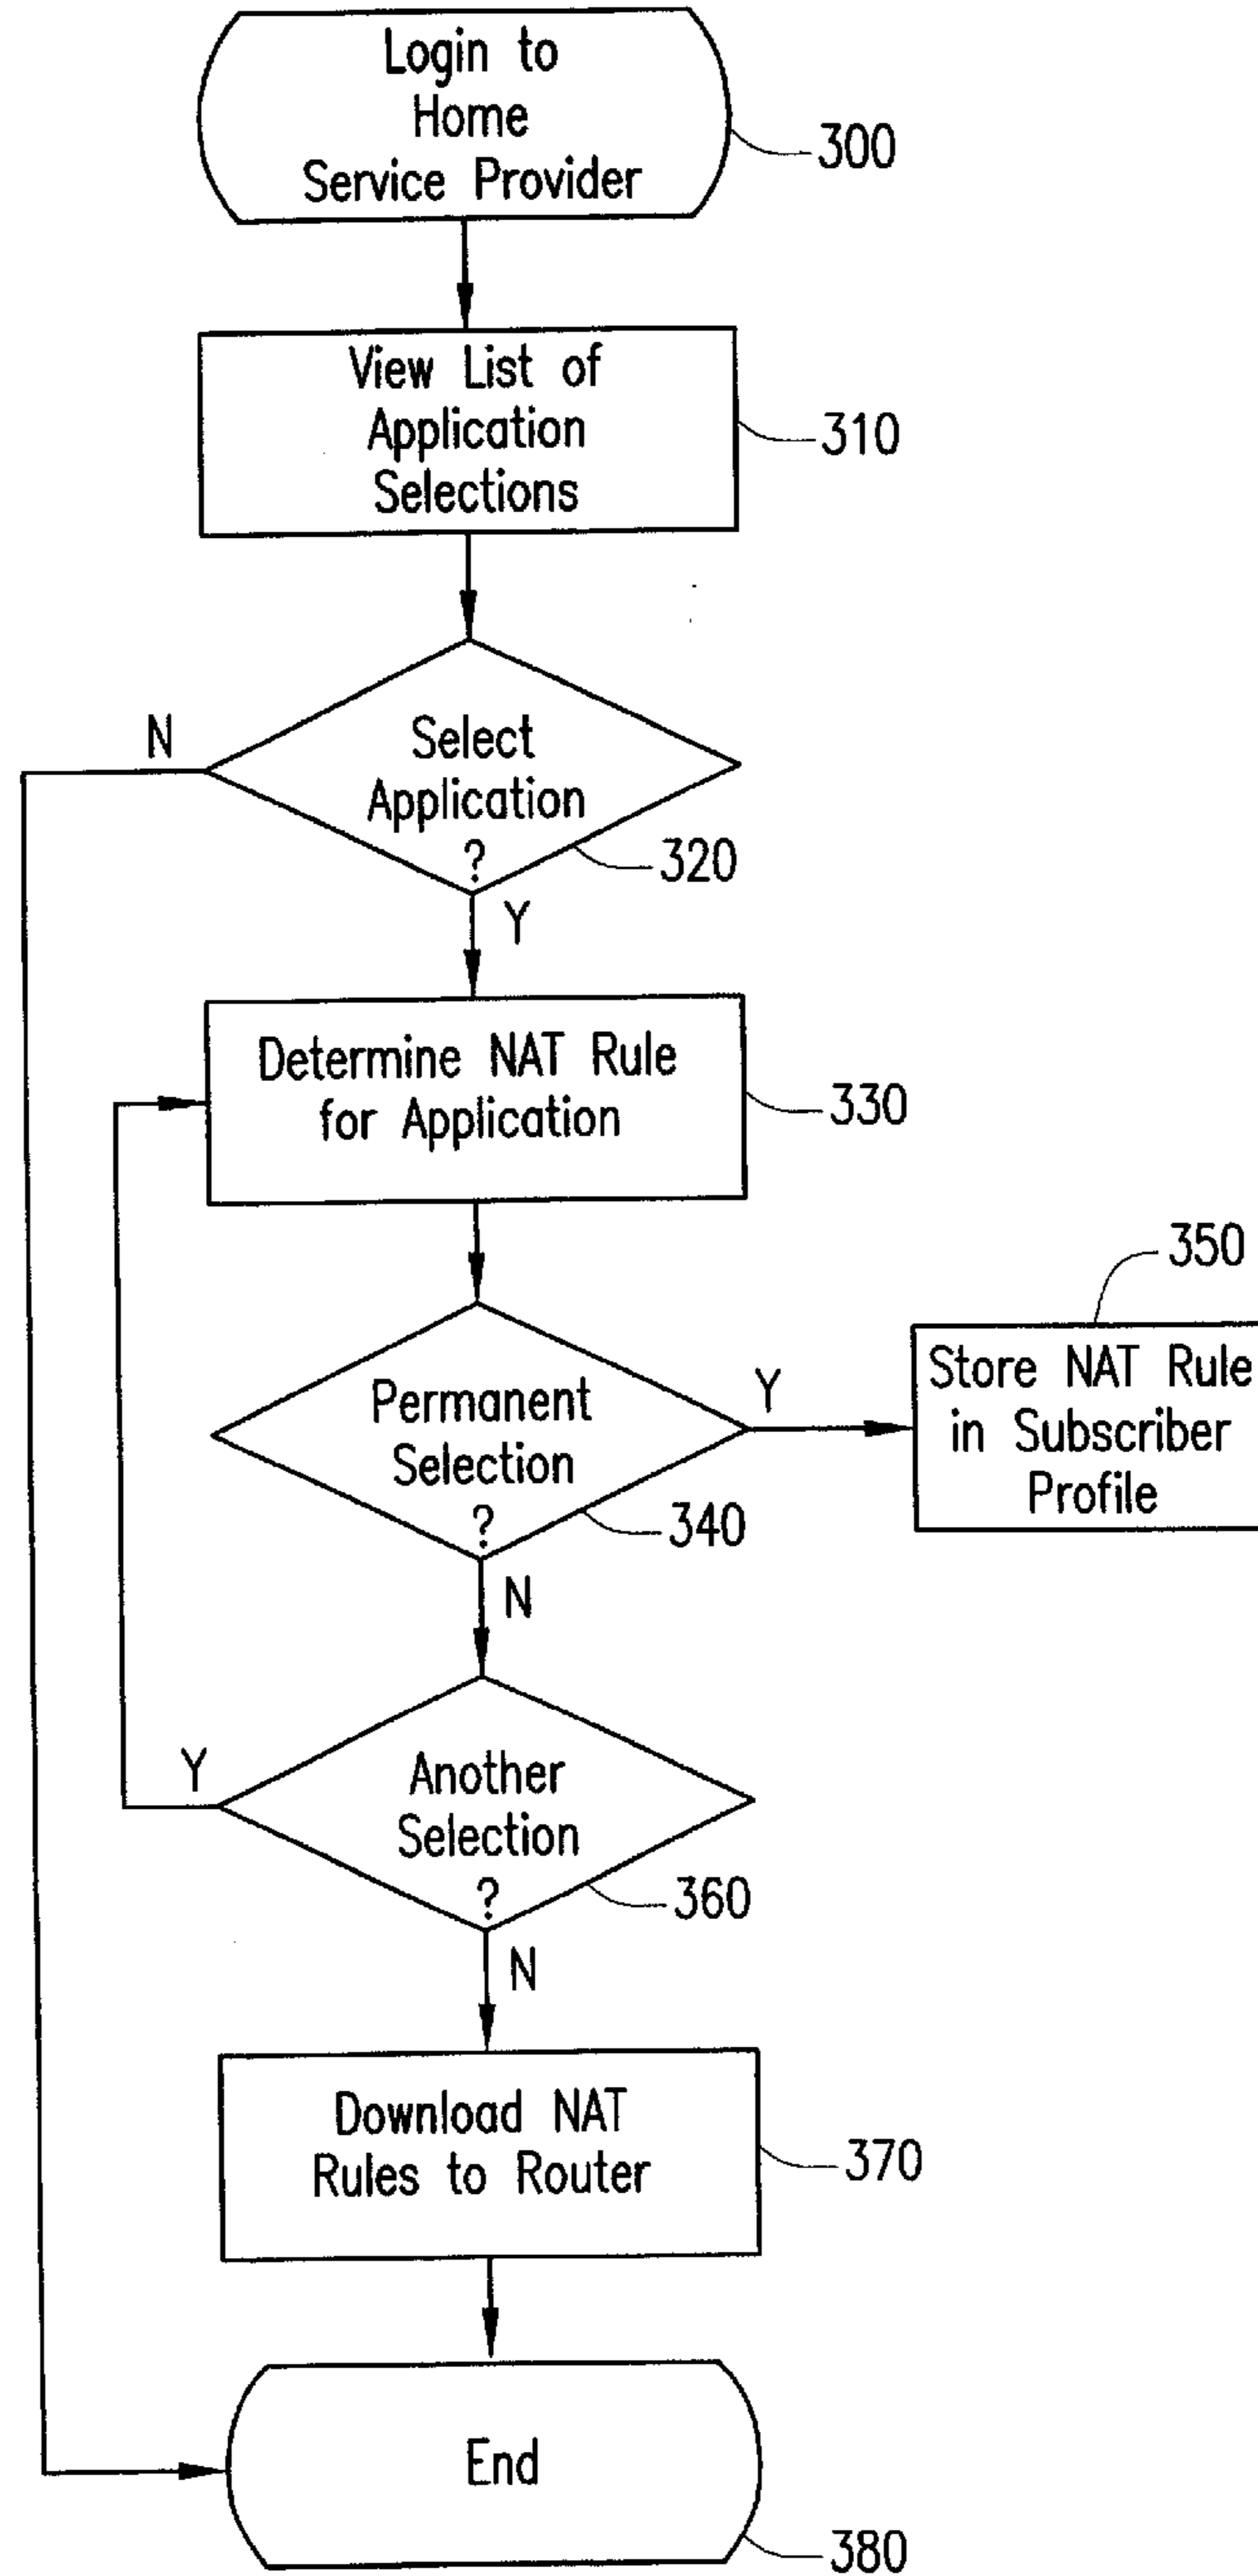 Login to
Home
Service Provider
300
View List of
Application
Selections
310
N
Select
Application
?
320
Y
Determine NAT Rule
for Application
330
350
Permanent
Selection
?
340
Y
Store NAT Rule
in Subscriber
Profile
N
Y
Another
Selection
?
360
N
Download NAT
Rules to Router
370
End
380